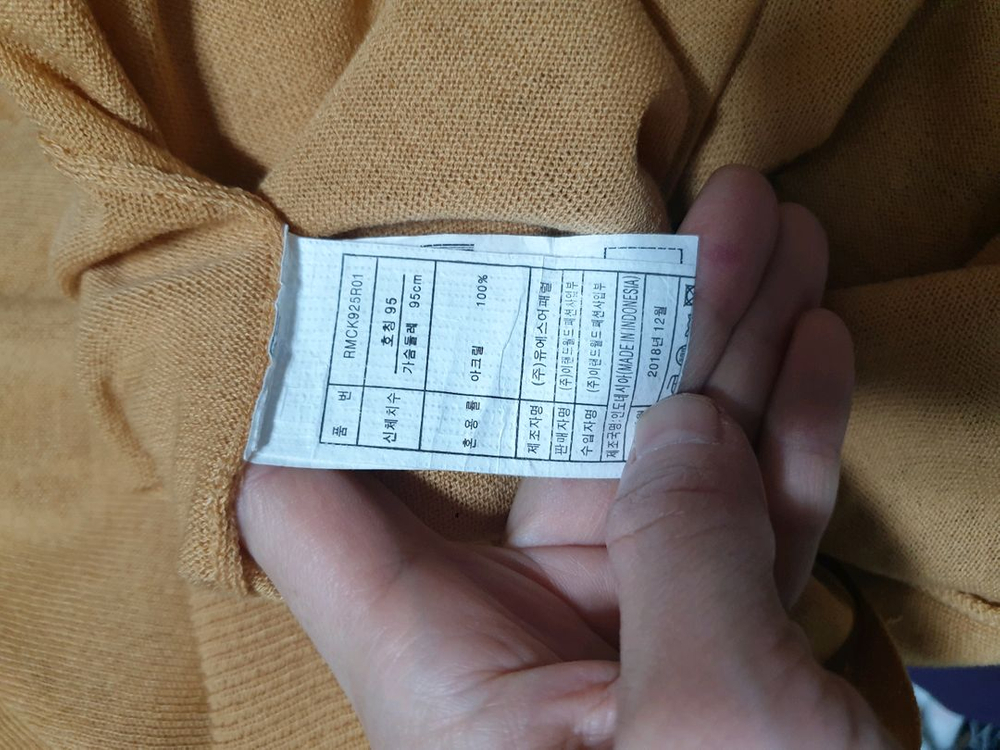 품 번 RMCK925R01
신체치수 호칭 95
가슴둘레 95cm
혼용률 아크릴 100%
제조자명 (주)유에스어패럴
판매자명 (주)이랜드월드패션사업부
수입자명 (주)이랜드월드패션사업부
제조국명:인도네시아(MADE IN INDONESIA)
2018년 12월